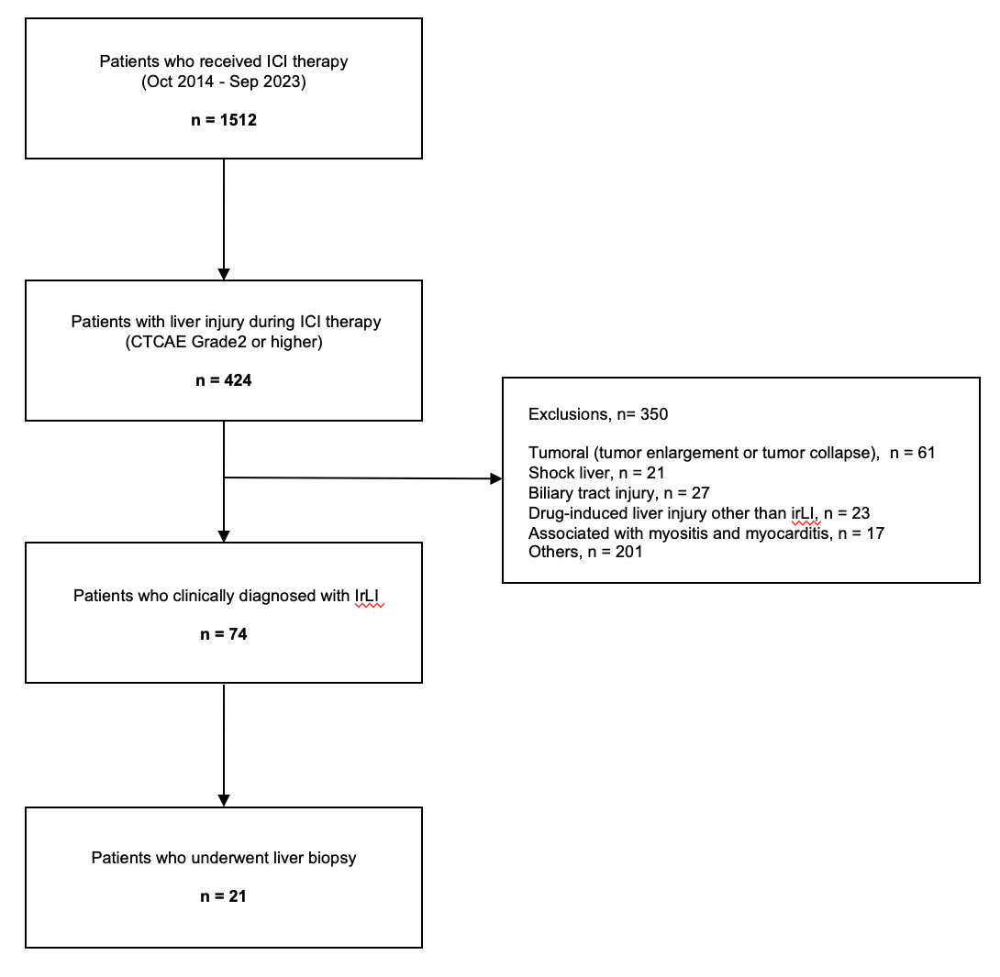 Patients who received ICI therapy
(Oct 2014 - Sep 2023)
n = 1512
Patients with liver injury during ICI therapy
(CTCAE Grade2 or higher)
n = 424
Exclusions, n= 350
Tumoral (tumor enlargement or tumor collapse),  n = 61
Shock liver, n = 21
Biliary tract injury, n = 27
Drug-induced liver injury other than irLI, n = 23
Associated with myositis and myocarditis, n = 17
Others, n = 201
Patients who clinically diagnosed with IrLI
n = 74
Patients who underwent liver biopsy
n = 21